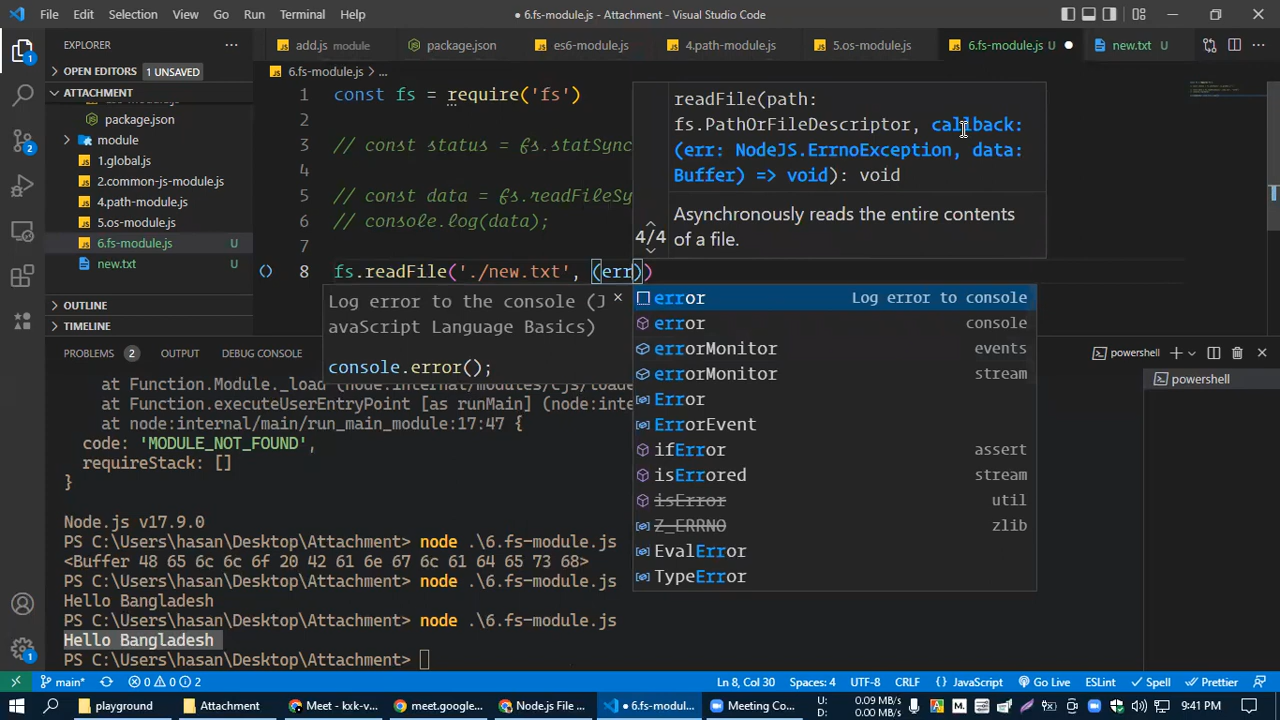 File Edit Selection View Go Run Terminal Help
● 6.fs-module.js - Attachment - Visual Studio Code
EXPLORER
OPEN EDITORS 1 UNSAVED
ATTACHMENT
package.json
module
1.global.js
2.common-js-module.js
4.path-module.js
5.os-module.js
6.fs-module.js U
new.txt U
OUTLINE
TIMELINE
add.js module
package.json
es6-module.js
4.path-module.js
5.os-module.js
6.fs-module.js U
new.txt U
6.fs-module.js > ...
1 const fs = require('fs')
2
3 // const status = fs.statSync
4
5 // const data = fs.readFileSy
6 // console.log(data);
7
8 fs.readFile('./new.txt', (err))
readFile(path:
fs.PathOrFileDescriptor, callback:
(err: NodeJS.ErrnoException, data:
Buffer) => void): void
4/4
Asynchronously reads the entire contents
of a file.
Log error to the console (J
avaScript Language Basics)
console.error();
error Log error to console
error console
errorMonitor events
errorMonitor stream
Error
ErrorEvent
ifError assert
isErrored stream
isError util
Z_ERRNO zlib
EvalError
TypeError
PROBLEMS 2 OUTPUT DEBUG CONSOLE
powershell
powershell
at Function.Module._load (node:internal/modules/cjs/loade
at Function.executeUserEntryPoint [as runMain] (node:inte
at node:internal/main/run_main_module:17:47 {
code: 'MODULE_NOT_FOUND',
requireStack: []
}
Node.js v17.9.0
PS C:\Users\hasan\Desktop\Attachment> node .\6.fs-module.js
<Buffer 48 65 6c 6c 6f 20 42 61 6e 67 6c 61 64 65 73 68>
PS C:\Users\hasan\Desktop\Attachment> node .\6.fs-module.js
Hello Bangladesh
PS C:\Users\hasan\Desktop\Attachment> node .\6.fs-module.js
Hello Bangladesh
PS C:\Users\hasan\Desktop\Attachment>
main* 0 0 2 Ln 8, Col 30 Spaces: 4 UTF-8 CRLF {} JavaScript Go Live ESLint Spell Prettier
playground Attachment Meet - kxk-v... meet.google... Node.js File ... ● 6.fs-modul... Meeting Co... U: 0.09 MB/s D: 0.00 MB/s 9:41 PM